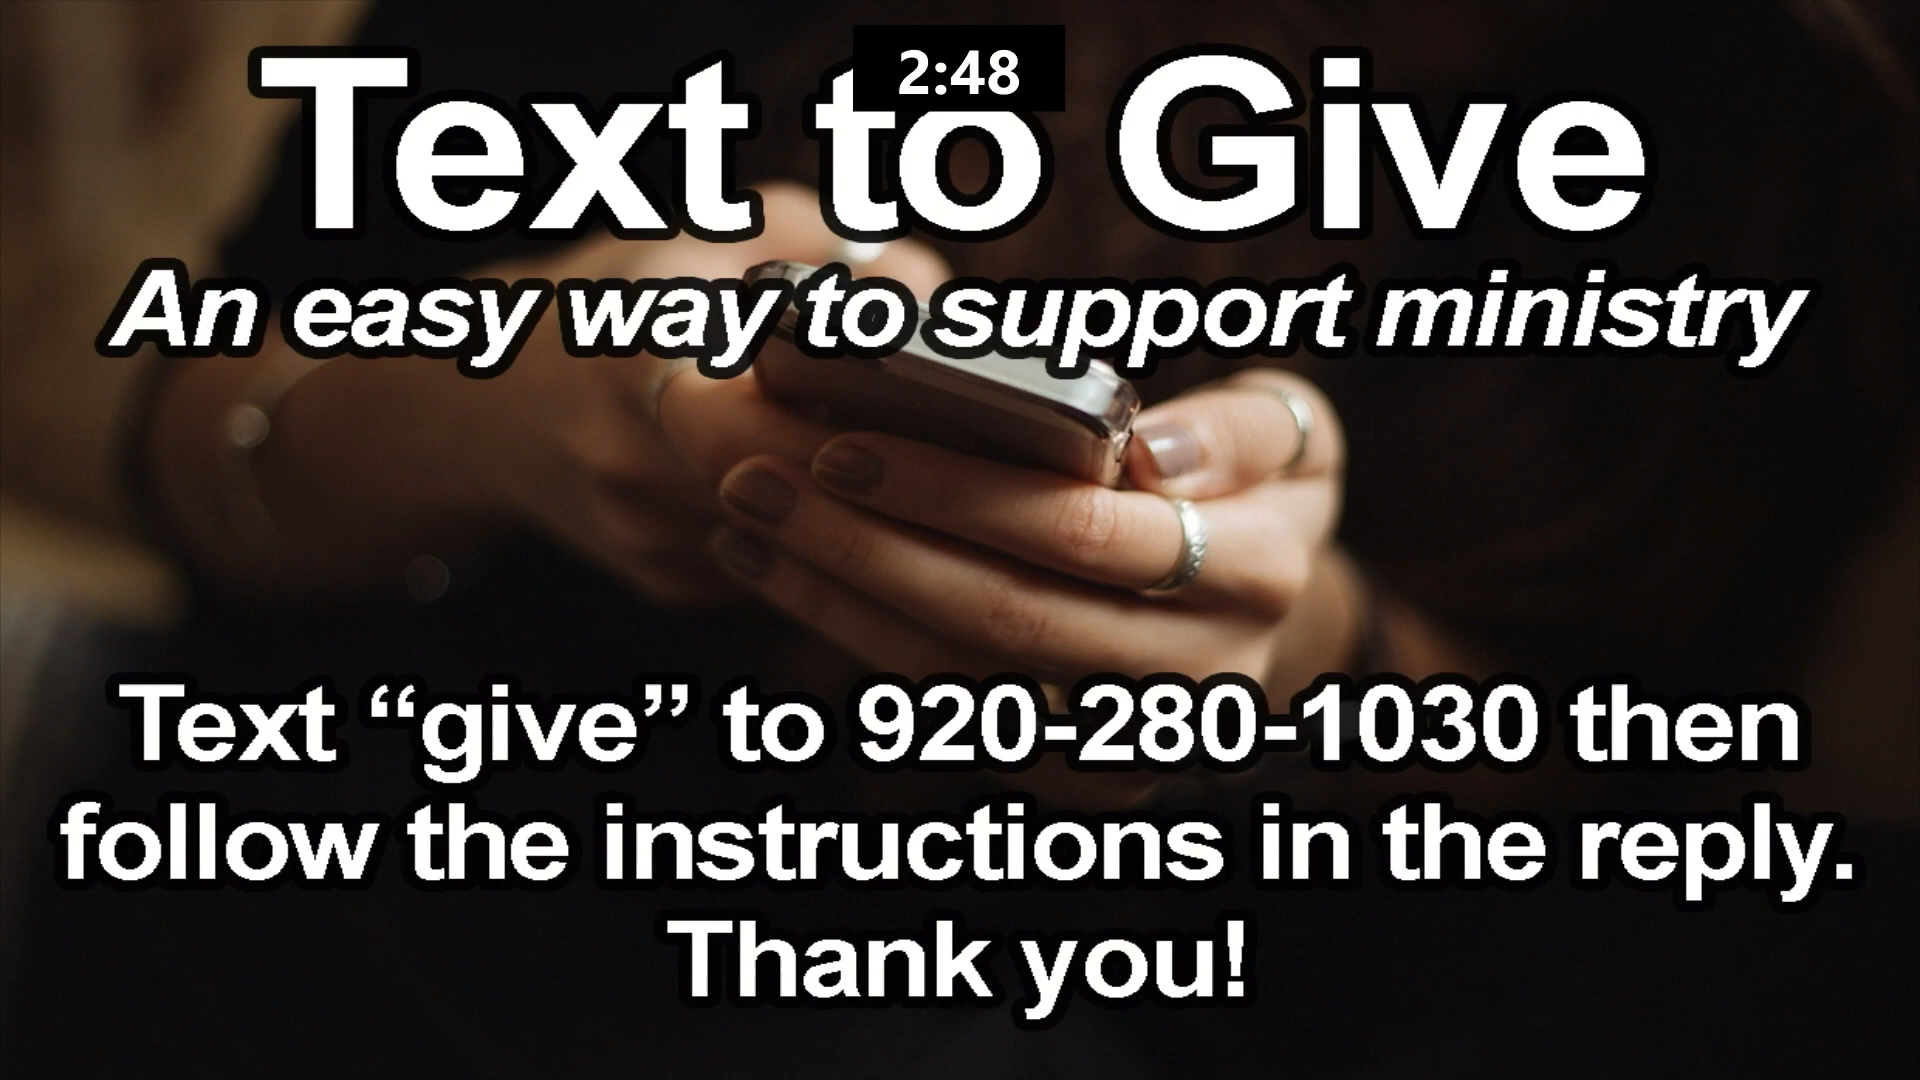 2:48
Text to Give
An easy way to support ministry
Text “give” to 920-280-1030 then
follow the instructions in the reply.
Thank you!